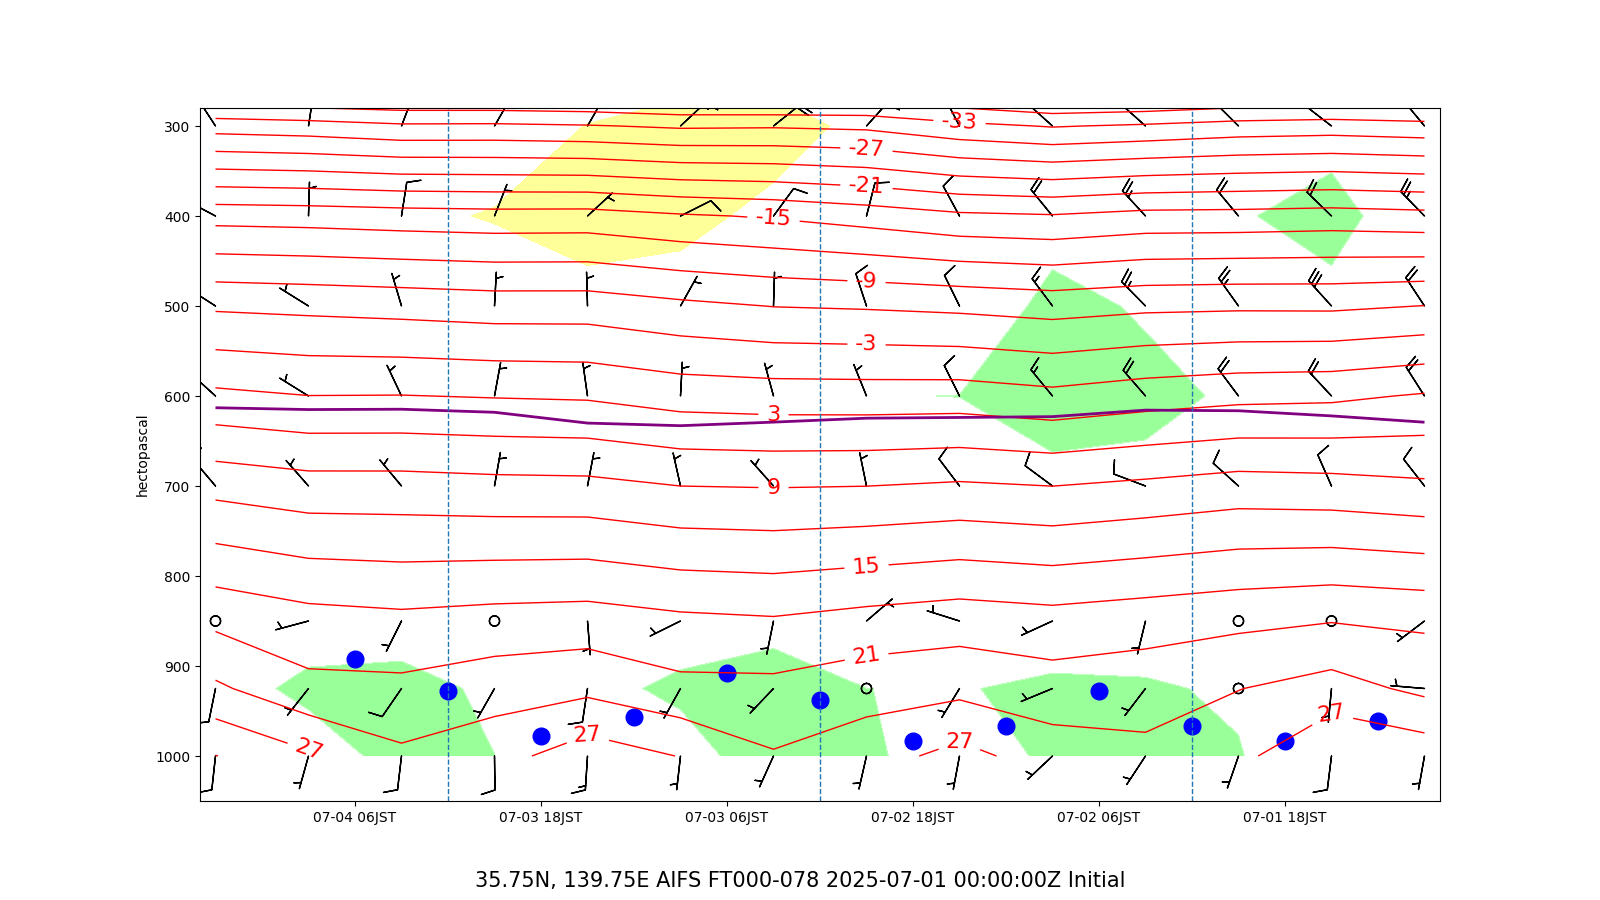 300
400
500
600
700
800
900
1000
hectopascal
-33
-27
-21
-15
-9
-3
3
9
15
21
27
27
27
27
07-04 06JST
07-03 18JST
07-03 06JST
07-02 18JST
07-02 06JST
07-01 18JST
35.75N, 139.75E AIFS FT000-078 2025-07-01 00:00:00Z Initial